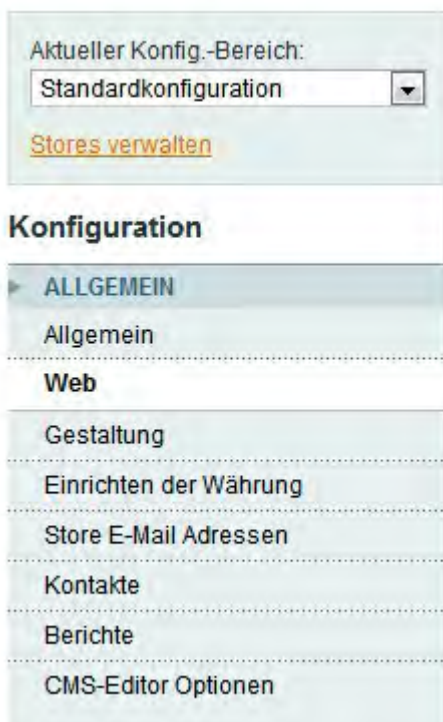 Aktueller Konfig.-Bereich:
Standardkonfiguration
Stores verwalten
Konfiguration
ALLGEMEIN
Allgemein
Web
Gestaltung
Einrichten der Währung
Store E-Mail Adressen
Kontakte
Berichte
CMS-Editor Optionen